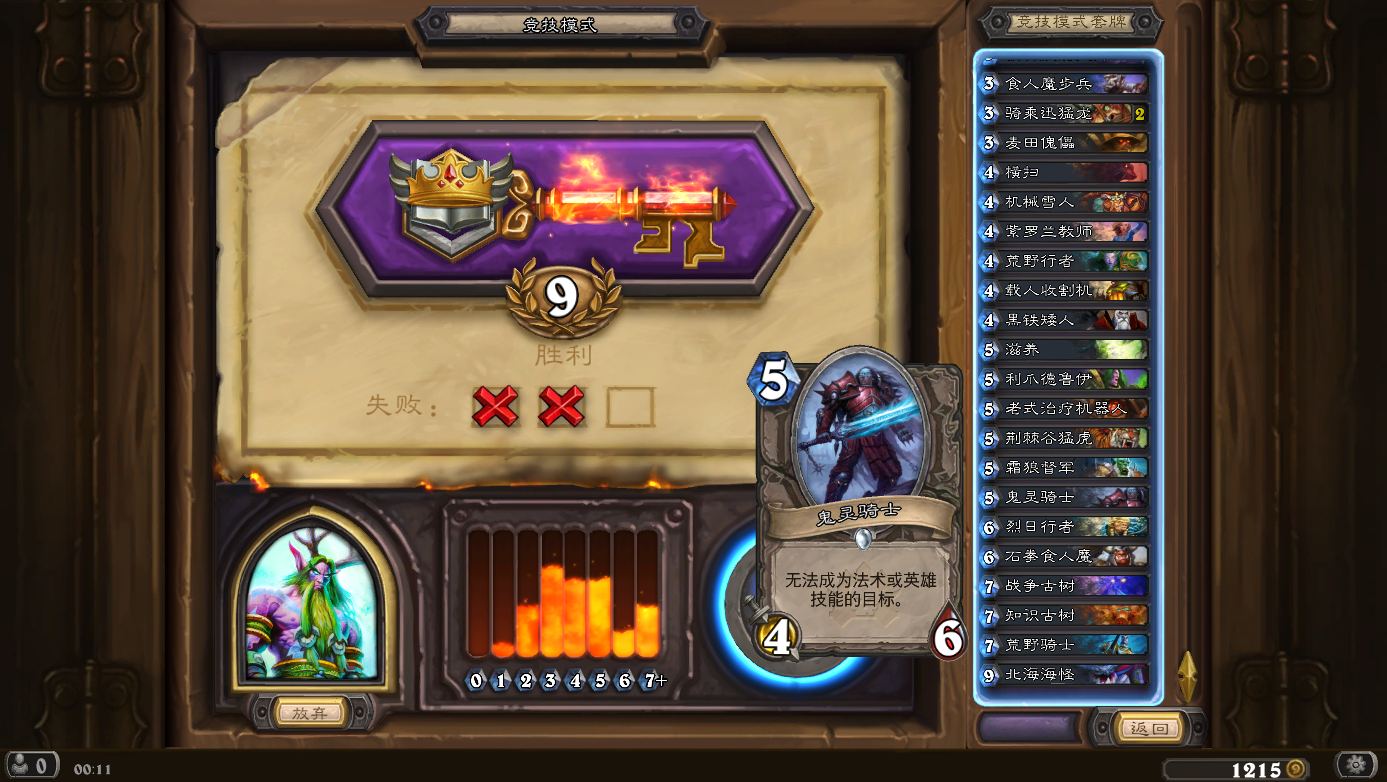 竞技模式
竞技模式套牌
3 食人魔步兵
3 骑乘迅猛龙 2
3 麦田傀儡
4 横扫
4 机械雪人
4 紫罗兰教师
4 荒野行者
4 载人收割机
4 黑铁矮人
5 滋养
5 利爪德鲁伊
5 老式治疗机器人
5 荆棘谷猛虎
5 霜狼督军
5 鬼灵骑士
6 烈日行者
6 石拳食人魔
7 战争古树
7 知识古树
7 荒野骑士
9 北海海怪
9
胜利
失败：
5
鬼灵骑士
无法成为法术或英雄
技能的目标。
4 6
0 1 2 3 4 5 6 7+
放弃
返回
0 00:11
1215